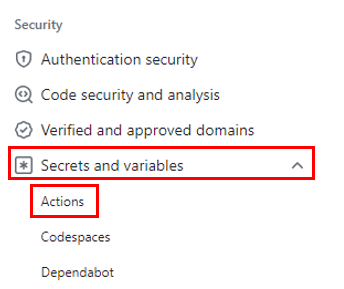 Security
Authentication security
Code security and analysis
Verified and approved domains
Secrets and variables
Actions
Codespaces
Dependabot